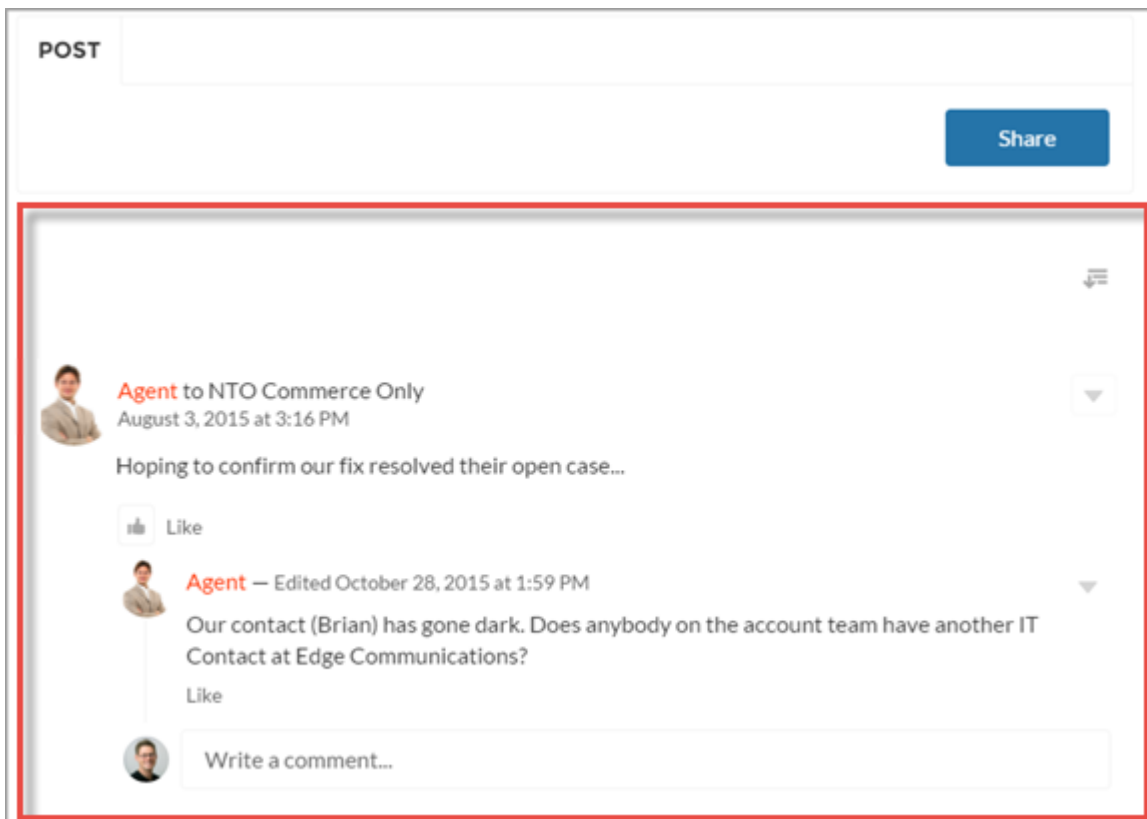 POST
Share
Agent to NTO Commerce Only
August 3, 2015 at 3:16 PM
Hoping to confirm our fix resolved their open case...
Like
Agent — Edited October 28, 2015 at 1:59 PM
Our contact (Brian) has gone dark. Does anybody on the account team have another IT
Contact at Edge Communications?
Like
Write a comment...